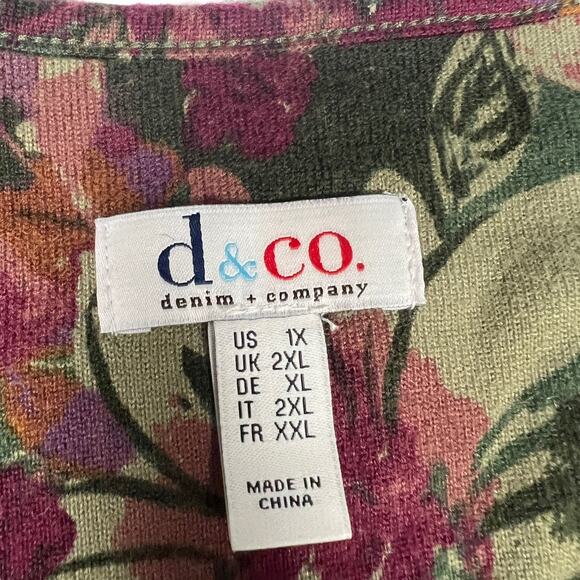 d&co.
denim + company
US 1X
UK 2XL
DE XL
IT 2XL
FR XXL
MADE IN
CHINA